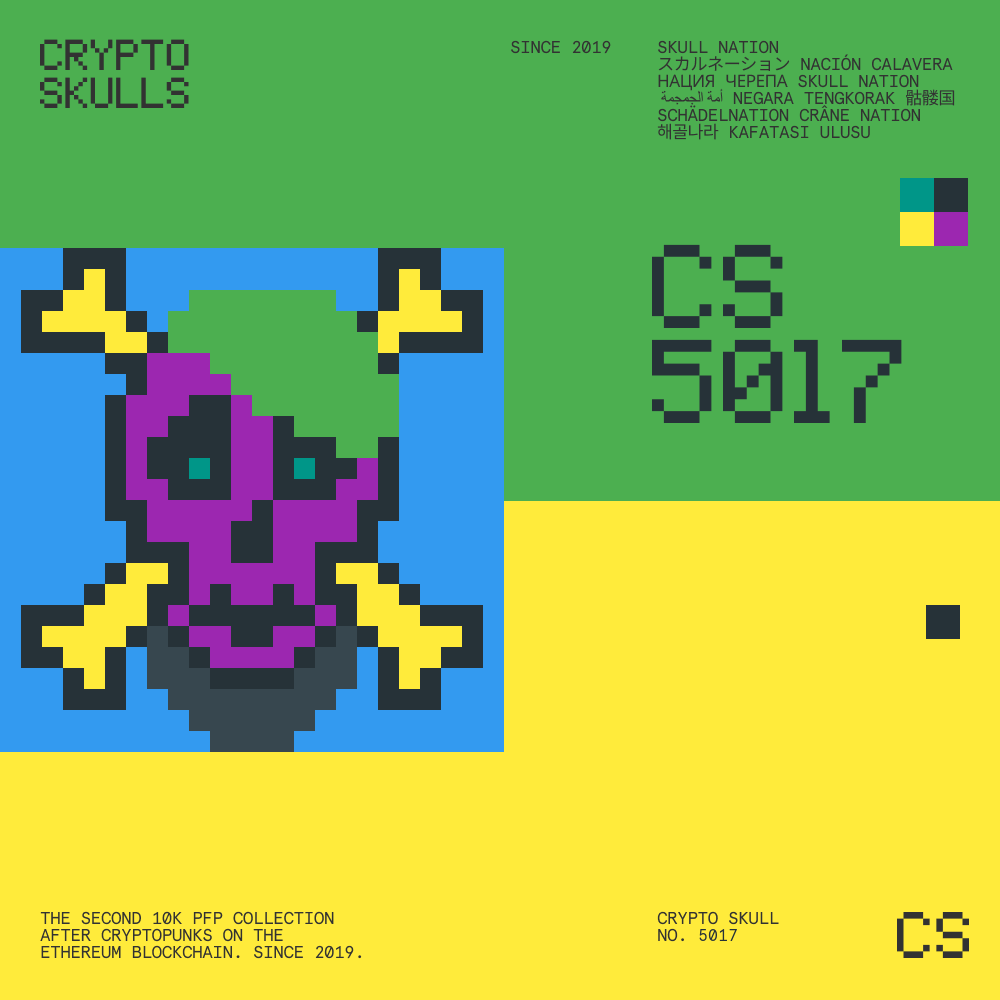 CRYPTO
SKULLS
SINCE 2019
SKULL NATION
スカルネーション NACIÓN CALAVERA
НАЦИЯ ЧЕРЕПА SKULL NATION
أمة الجمجمة NEGARA TENGKORAK 骷髅国
SCHÄDELNATION CRÂNE NATION
해골나라 KAFATASI ULUSU
CS
5017
THE SECOND 10K PFP COLLECTION
AFTER CRYPTOPUNKS ON THE
ETHEREUM BLOCKCHAIN. SINCE 2019.
CRYPTO SKULL
NO. 5017
CS